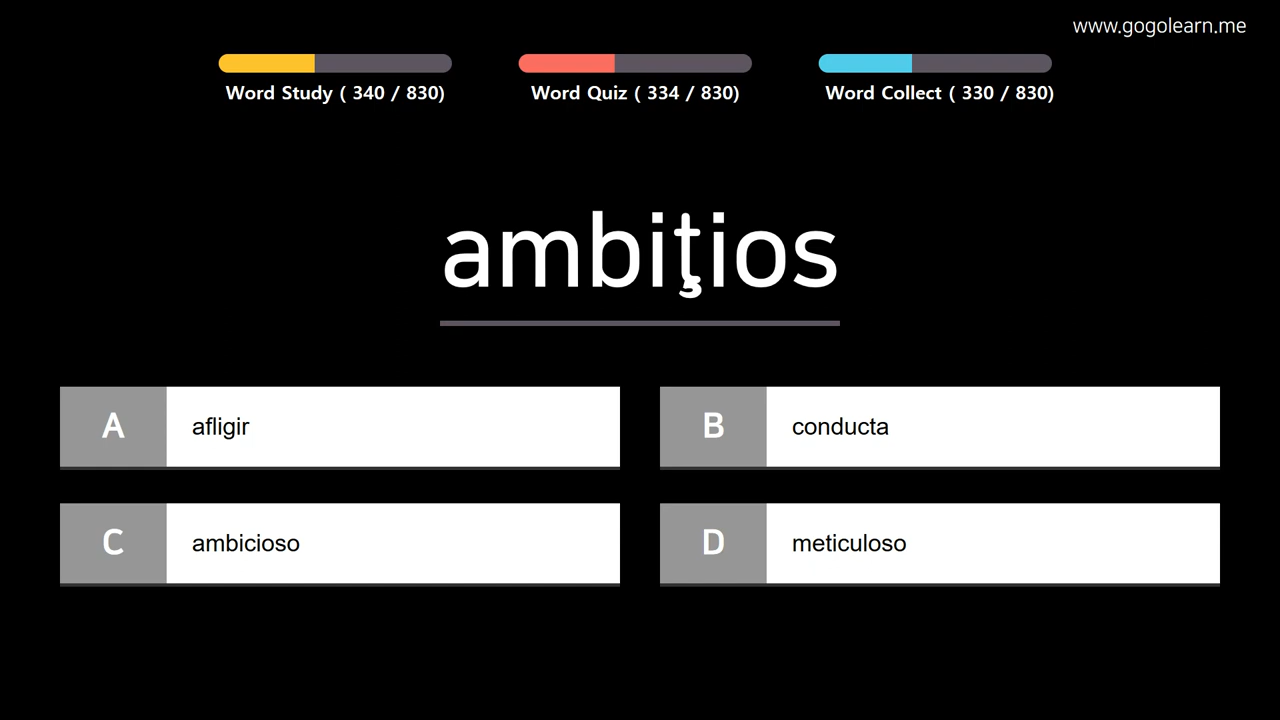 www.gogolearn.me
Word Study ( 340 / 830)
Word Quiz ( 334 / 830)
Word Collect ( 330 / 830)
ambiţios
A afligir
B conducta
C ambicioso
D meticuloso